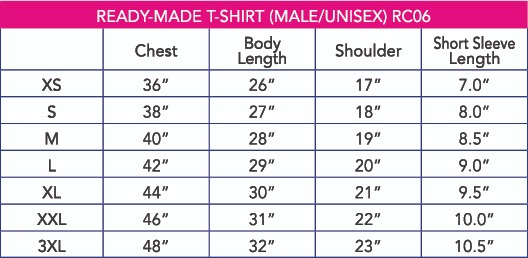 READY-MADE T-SHIRT (MALE/UNISEX) RC06
Chest Body Length Shoulder Short Sleeve Length
XS 36” 26” 17” 7.0”
S 38” 27” 18” 8.0”
M 40” 28” 19” 8.5”
L 42” 29” 20” 9.0”
XL 44” 30” 21” 9.5”
XXL 46” 31” 22” 10.0”
3XL 48” 32” 23” 10.5”